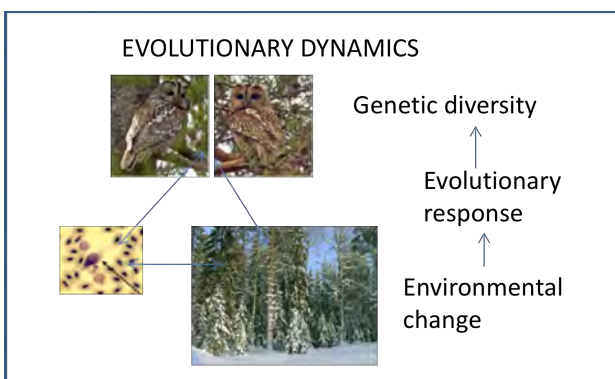 EVOLUTIONARY DYNAMICS
Genetic diversity
Evolutionary
response
Environmental
change